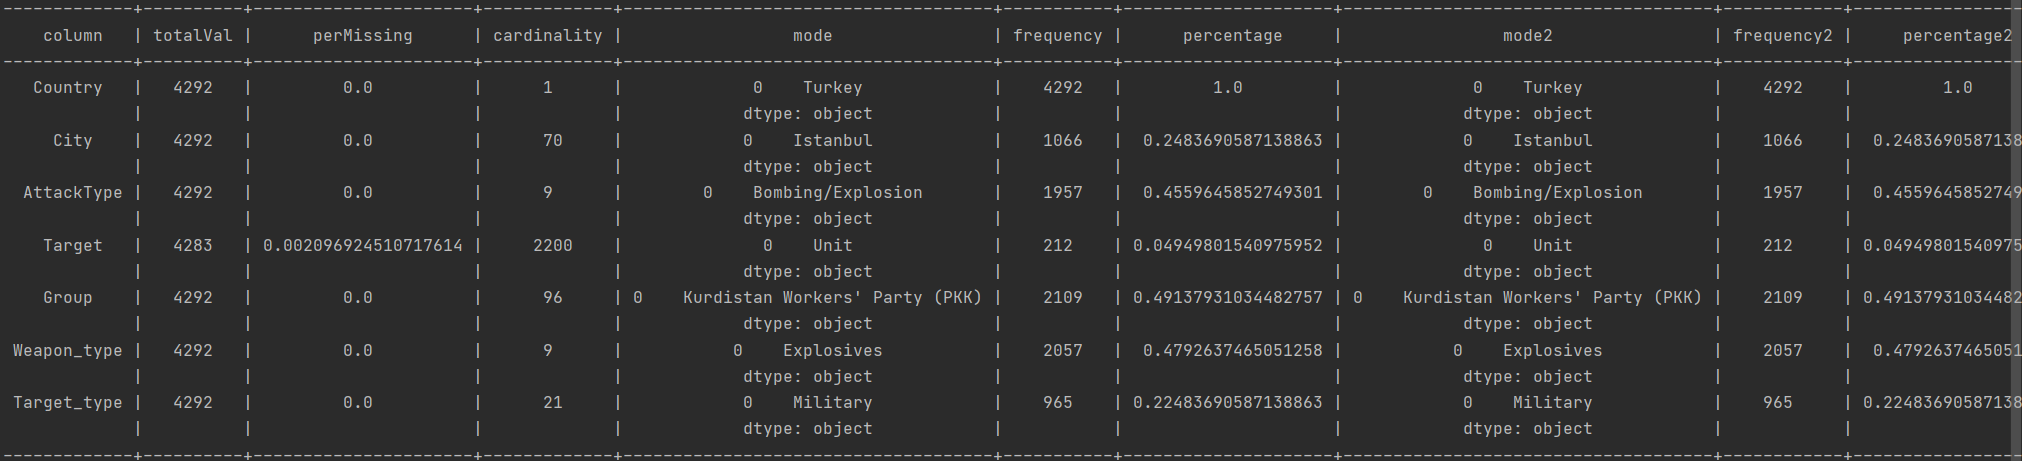 -------------+----------+----------------------+-------------+-------------------------------------+-----------+---------------------+-------------------------------------+------------+-----------------
column | totalVal | perMissing | cardinality | mode | frequency | percentage | mode2 | frequency2 | percentage2
-------------+----------+----------------------+-------------+-------------------------------------+-----------+---------------------+-------------------------------------+------------+-----------------
Country | 4292 | 0.0 | 1 | 0 Turkey | 4292 | 1.0 | 0 Turkey | 4292 | 1.0
| | | | dtype: object | | | dtype: object | |
City | 4292 | 0.0 | 70 | 0 Istanbul | 1066 | 0.2483690587138863 | 0 Istanbul | 1066 | 0.2483690587138
| | | | dtype: object | | | dtype: object | |
AttackType | 4292 | 0.0 | 9 | 0 Bombing/Explosion | 1957 | 0.4559645852749301 | 0 Bombing/Explosion | 1957 | 0.4559645852749
| | | | dtype: object | | | dtype: object | |
Target | 4283 | 0.002096924510717614 | 2200 | 0 Unit | 212 | 0.04949801540975952 | 0 Unit | 212 | 0.04949801540975
| | | | dtype: object | | | dtype: object | |
Group | 4292 | 0.0 | 96 | 0 Kurdistan Workers' Party (PKK) | 2109 | 0.49137931034482757 | 0 Kurdistan Workers' Party (PKK) | 2109 | 0.49137931034482
| | | | dtype: object | | | dtype: object | |
Weapon_type | 4292 | 0.0 | 9 | 0 Explosives | 2057 | 0.4792637465051258 | 0 Explosives | 2057 | 0.4792637465051
| | | | dtype: object | | | dtype: object | |
Target_type | 4292 | 0.0 | 21 | 0 Military | 965 | 0.22483690587138863 | 0 Military | 965 | 0.22483690587138
| | | | dtype: object | | | dtype: object | |
-------------+----------+----------------------+-------------+-------------------------------------+-----------+---------------------+-------------------------------------+------------+-----------------